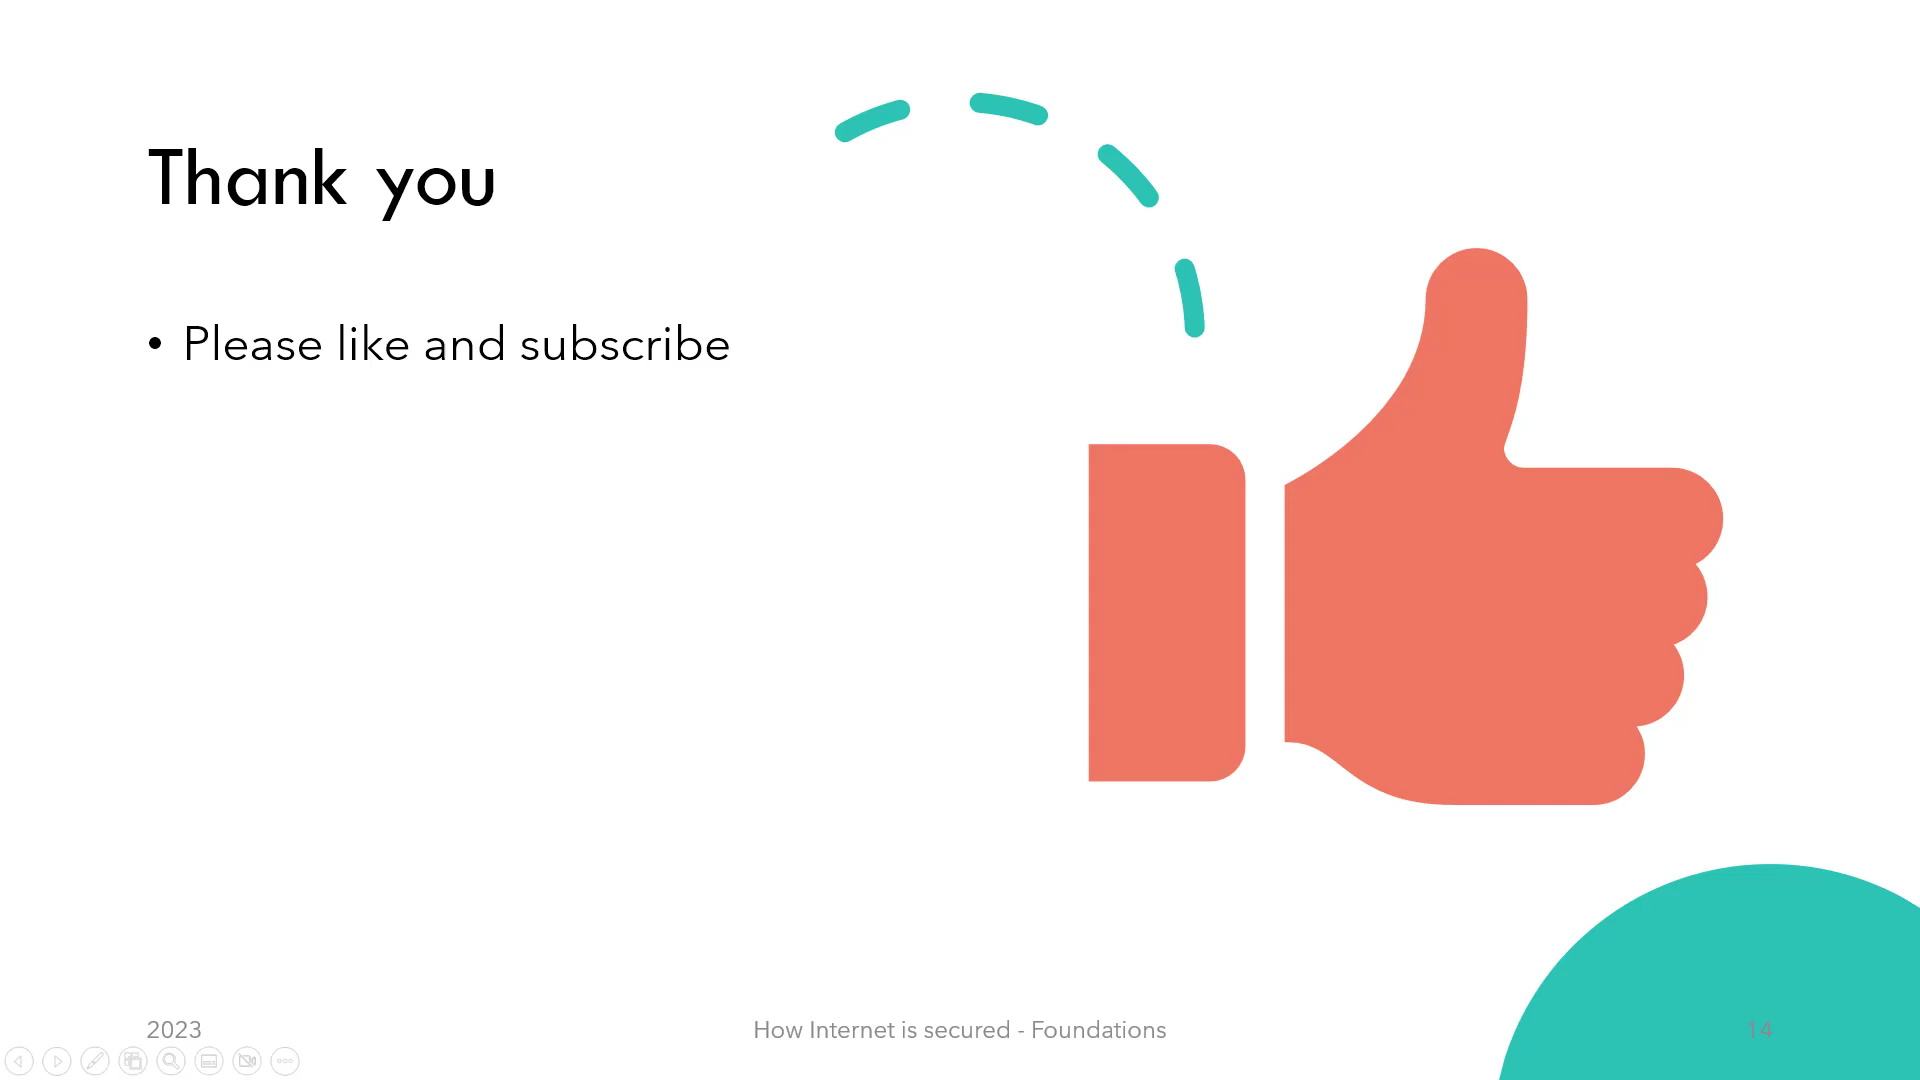 Thank you
• Please like and subscribe
2023
How Internet is secured - Foundations
14